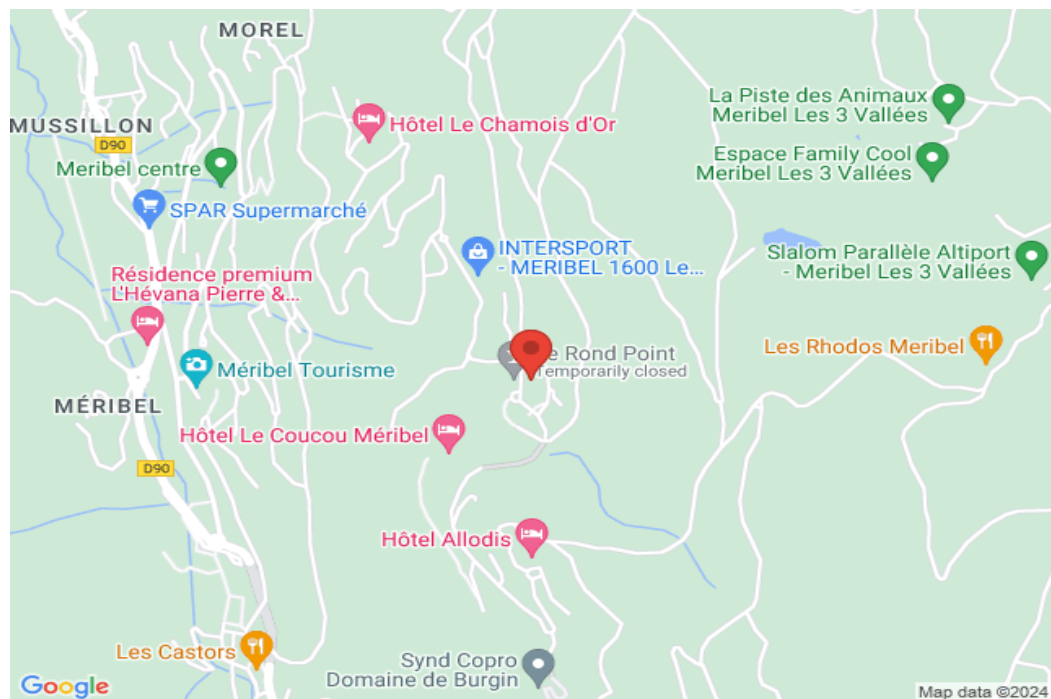 MOREL
La Piste des Animaux
Meribel Les 3 Vallées
Hôtel Le Chamois d'Or
MUSSILLON
D90
Espace Family Cool
Meribel Les 3 Vallées
Meribel centre
SPAR Supermarché
INTERSPORT
- MERIBEL 1600 Le...
Slalom Parallèle Altiport
- Meribel Les 3 Vallées
Résidence premium
L'Hévana Pierre &...
Rond Point
Temporarily closed
Les Rhodos Meribel
Méribel Tourisme
MÉRIBEL
Hôtel Le Coucou Méribel
D90
Hôtel Allodis
Les Castors
Synd Copro
Domaine de Burgin
Google
Map data ©2024